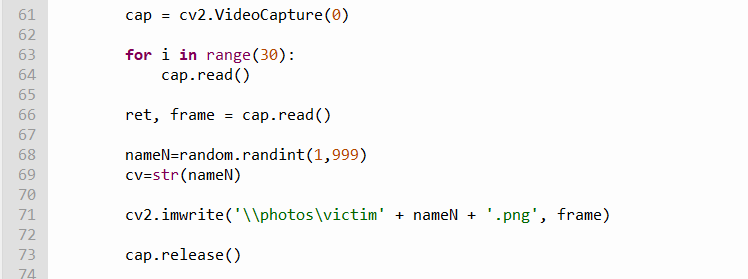 61 cap = cv2.VideoCapture(0)
62
63 for i in range(30):
64 cap.read()
65
66 ret, frame = cap.read()
67
68 nameN=random.randint(1,999)
69 cv=str(nameN)
70
71 cv2.imwrite('\\photos\victim' + nameN + '.png', frame)
72
73 cap.release()
74